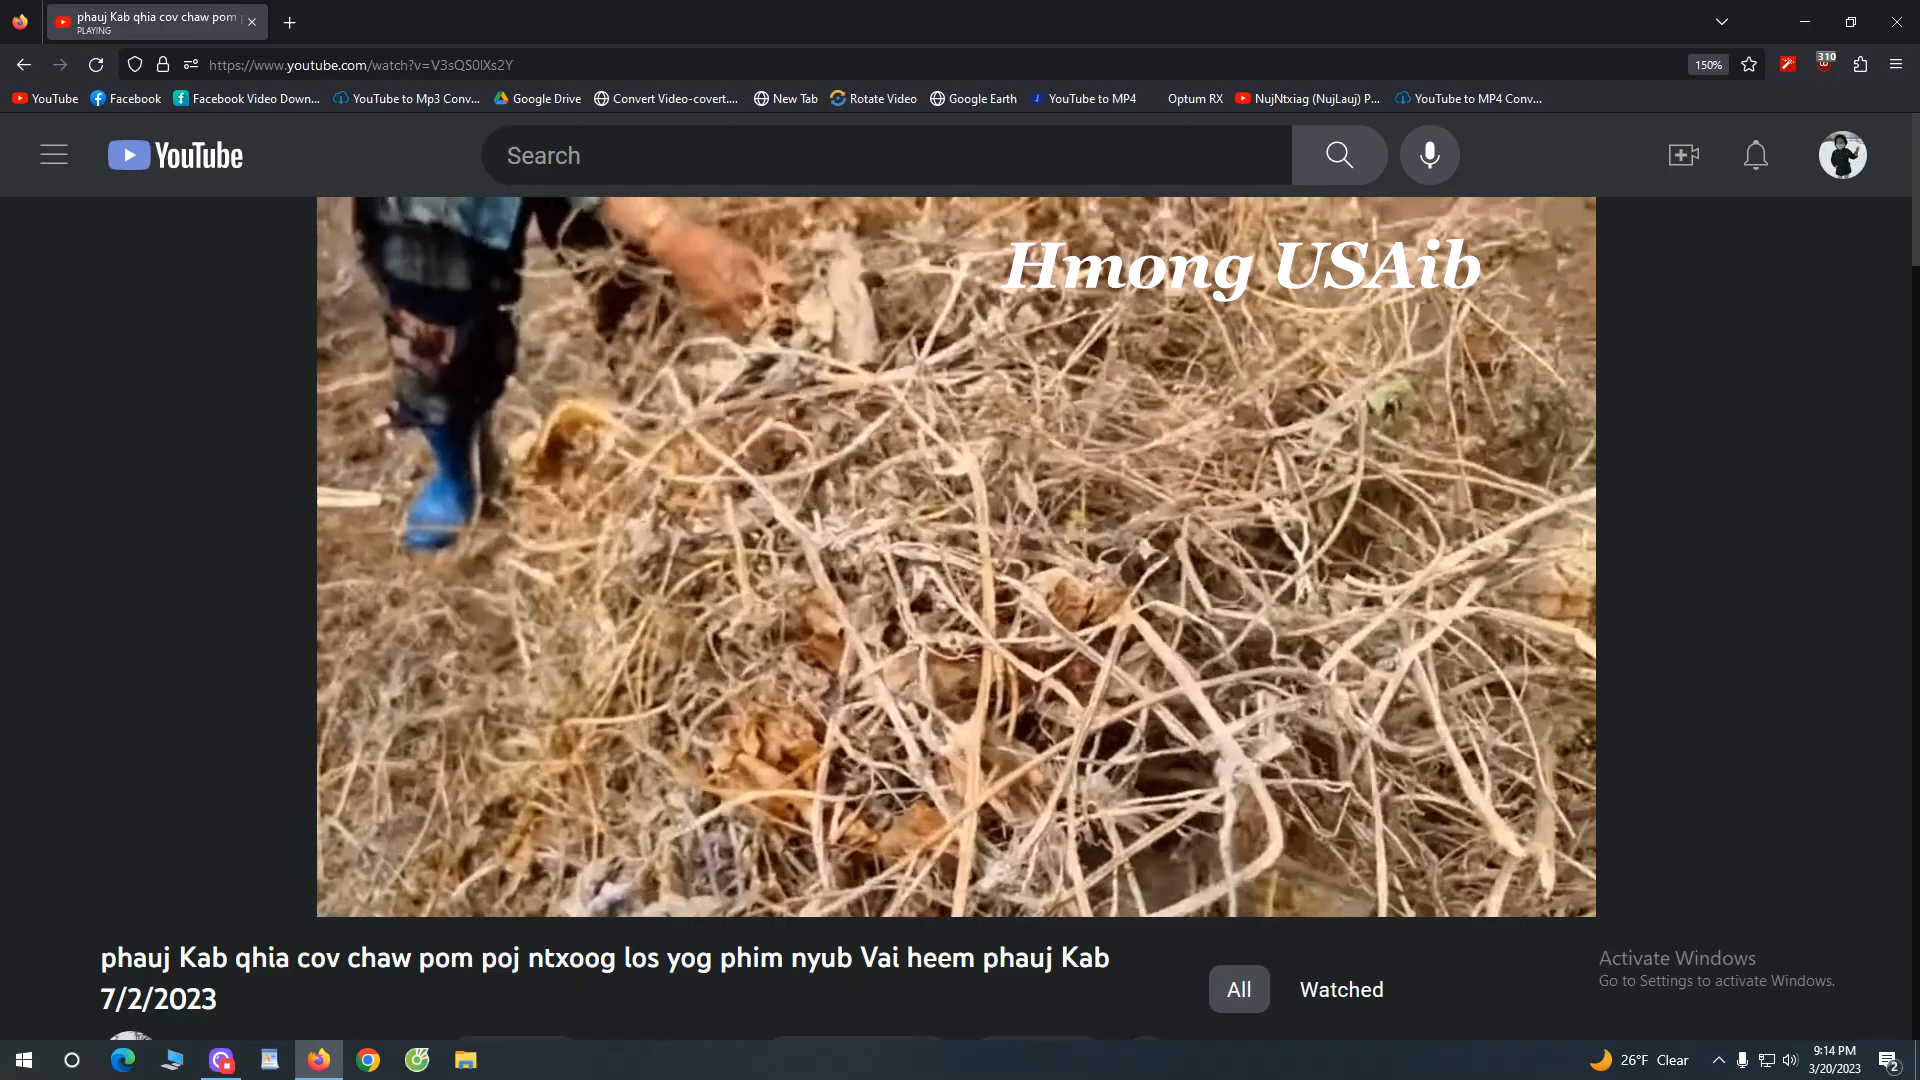 phauj Kab qhia cov chaw pom
PLAYING
https://www.youtube.com/watch?v=V3sQS0lXs2Y
150%
310
YouTube
Facebook
Facebook Video Down...
YouTube to Mp3 Conv...
Google Drive
Convert Video-covert....
New Tab
Rotate Video
Google Earth
YouTube to MP4
Optum RX
NujNtxiag (NujLauj) P...
YouTube to MP4 Conv...
YouTube
Search
Hmong USAib
phauj Kab qhia cov chaw pom poj ntxoog los yog phim nyub Vai heem phauj Kab
7/2/2023
All
Watched
Activate Windows
Go to Settings to activate Windows.
26°F Clear
9:14 PM
3/20/2023
2